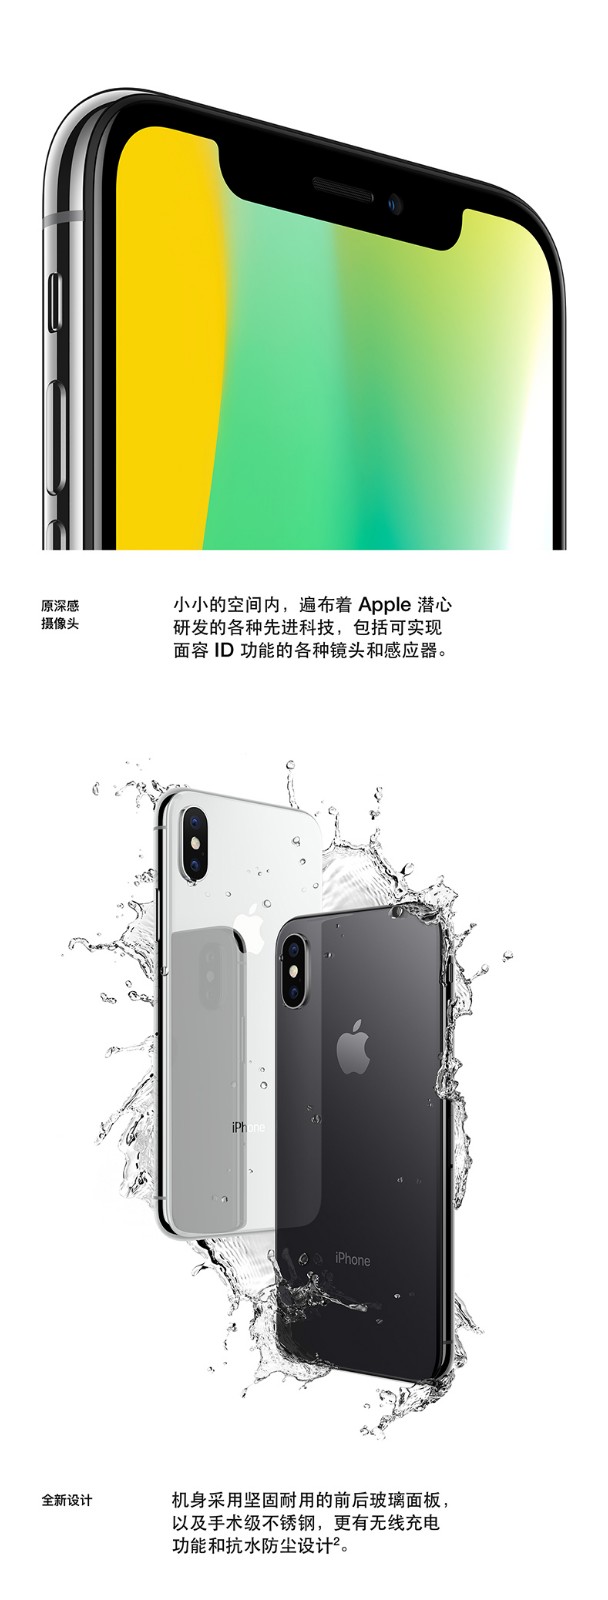 原深感
摄像头
小小的空间内，遍布着 Apple 潜心
研发的各种先进科技，包括可实现
面容 ID 功能的各种镜头和感应器。
iPhone
iPhone
全新设计
机身采用坚固耐用的前后玻璃面板，
以及手术级不锈钢，更有无线充电
功能和抗水防尘设计²。